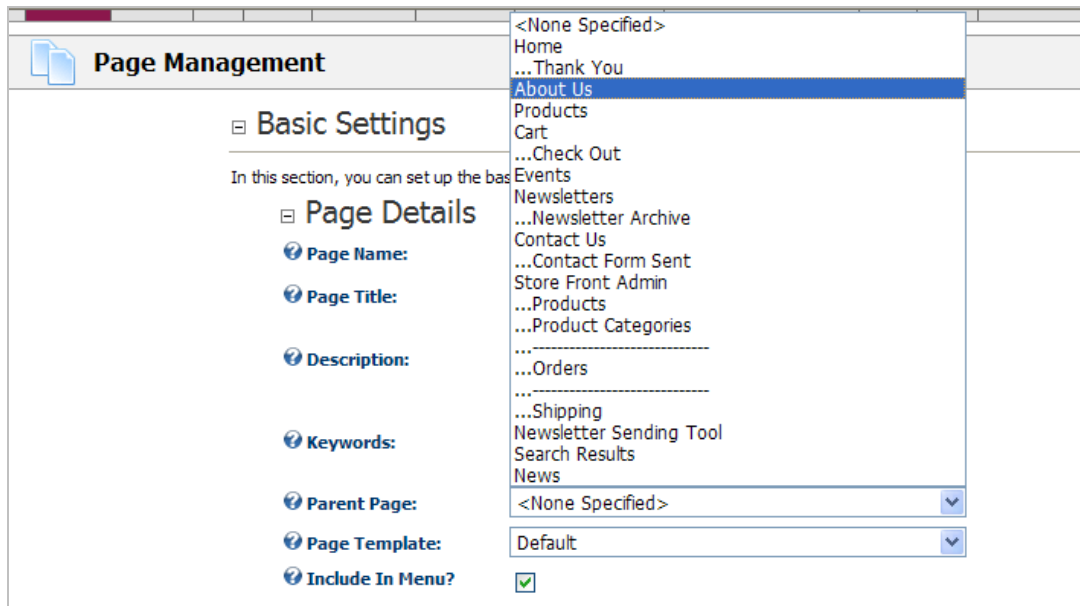 Page Management
Basic Settings
In this section, you can set up the bas
Page Details
Page Name:
Page Title:
Description:
Keywords:
<None Specified>
Home
...Thank You
About Us
Products
Cart
...Check Out
Events
Newsletters
...Newsletter Archive
Contact Us
...Contact Form Sent
Store Front Admin
...Products
...Product Categories
...-----------------------------
...Orders
...-----------------------------
...Shipping
Newsletter Sending Tool
Search Results
News
Parent Page: <None Specified>
Page Template: Default
Include In Menu?